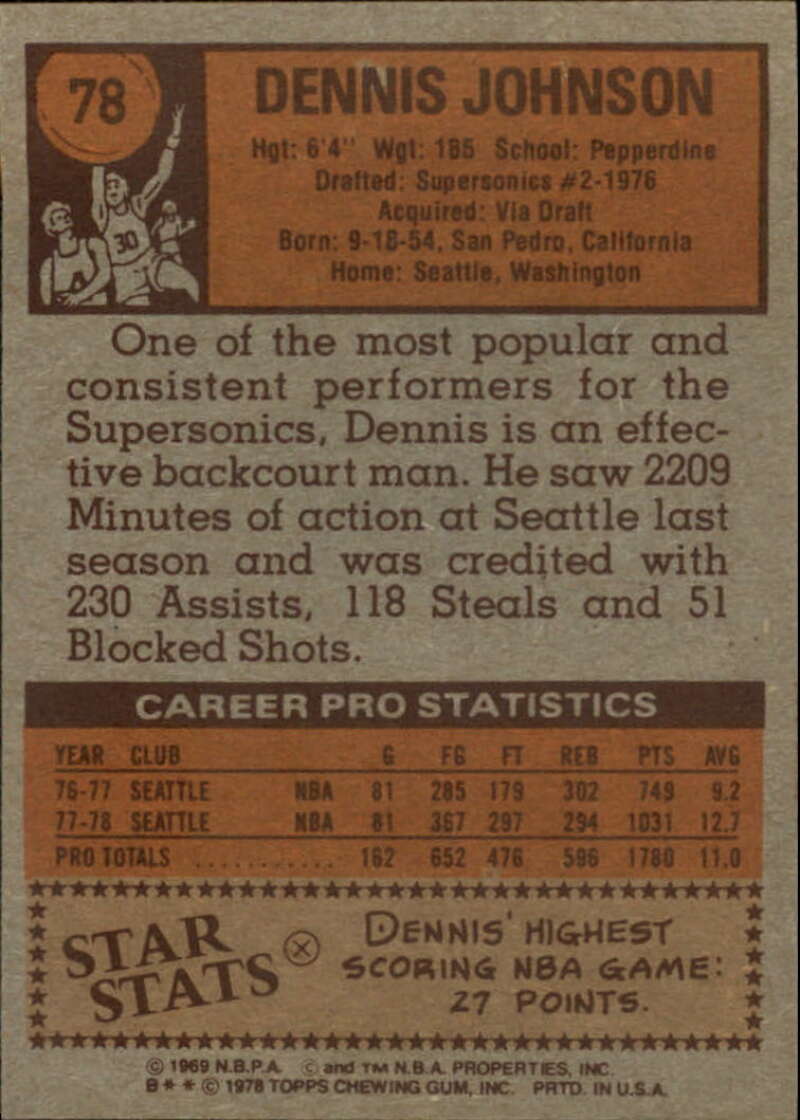 78
DENNIS JOHNSON
Hgt: 6'4" Wgt: 185 School: Pepperdine
Drafted: Supersonics #2-1976
Acquired: Via Draft
Born: 9-18-54, San Pedro, California
Home: Seattle, Washington
30
One of the most popular and
consistent performers for the
Supersonics, Dennis is an effec-
tive backcourt man. He saw 2209
Minutes of action at Seattle last
season and was credited with
230 Assists, 118 Steals and 51
Blocked Shots.
CAREER PRO STATISTICS
YEAR CLUB G FG FT REB PTS AVG
76-77 SEATTLE NBA 81 285 179 302 749 9.2
77-78 SEATTLE NBA 81 367 297 294 1031 12.7
PRO TOTALS ............ 162 652 476 596 1780 11.0
STAR
STATS
DENNIS' HIGHEST
SCORING NBA GAME:
27 POINTS.
© 1969 N.B.P.A. © and TM N.B.A. PROPERTIES, INC.
B * * © 1978 TOPPS CHEWING GUM, INC. PRTD. IN U.S.A.